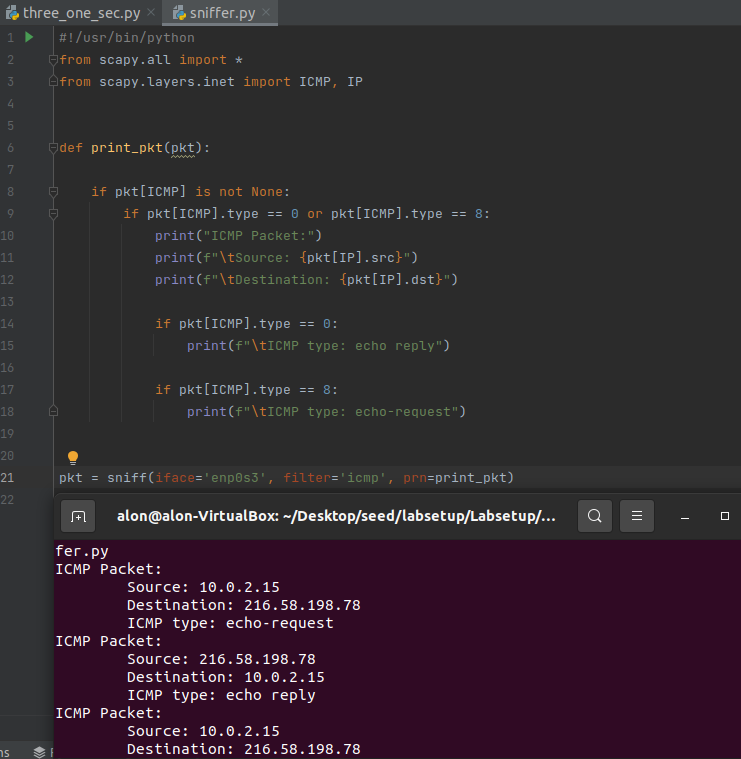 three_one_sec.py × sniffer.py ×
1 #!/usr/bin/python
2 from scapy.all import *
3 from scapy.layers.inet import ICMP, IP
4
5
6 def print_pkt(pkt):
7
8     if pkt[ICMP] is not None:
9         if pkt[ICMP].type == 0 or pkt[ICMP].type == 8:
10             print("ICMP Packet:")
11             print(f"\tSource: {pkt[IP].src}")
12             print(f"\tDestination: {pkt[IP].dst}")
13
14             if pkt[ICMP].type == 0:
15                 print(f"\tICMP type: echo reply")
16
17             if pkt[ICMP].type == 8:
18                 print(f"\tICMP type: echo-request")
19
20
21 pkt = sniff(iface='enp0s3', filter='icmp', prn=print_pkt)
22
alon@alon-VirtualBox: ~/Desktop/seed/labsetup/Labsetup/...
fer.py
ICMP Packet:
        Source: 10.0.2.15
        Destination: 216.58.198.78
        ICMP type: echo-request
ICMP Packet:
        Source: 216.58.198.78
        Destination: 10.0.2.15
        ICMP type: echo reply
ICMP Packet:
        Source: 10.0.2.15
        Destination: 216.58.198.78